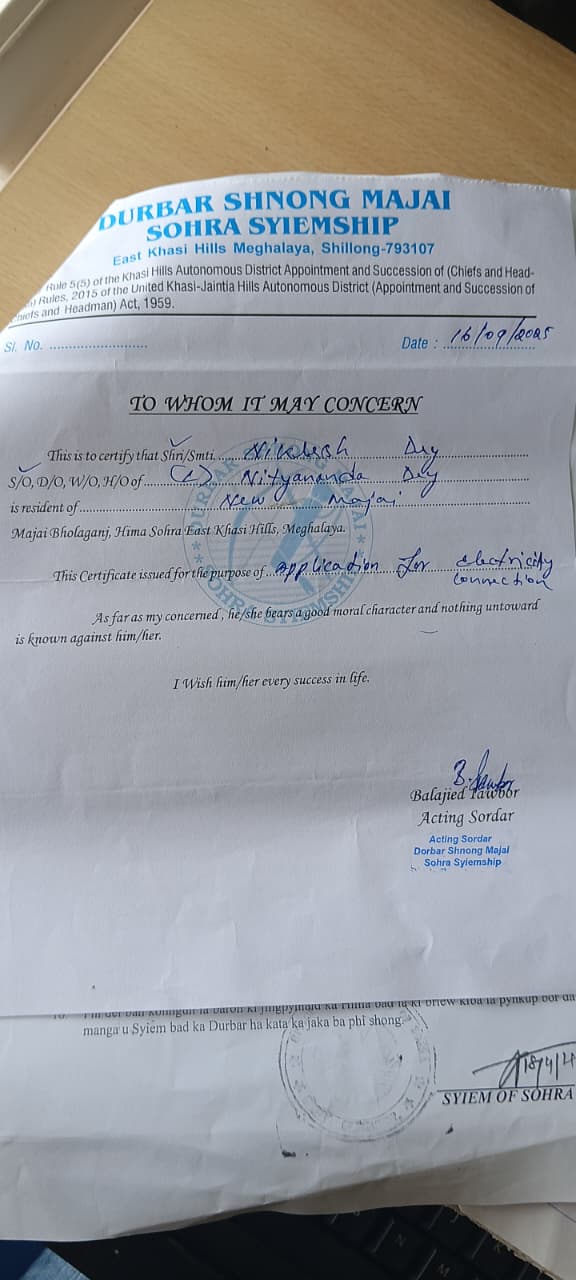 DURBAR SHNONG MAJAI
SOHRA SYIEMSHIP
East Khasi Hills Meghalaya, Shillong-793107
Rule 5(5) of the Khasi Hills Autonomous District Appointment and Succession of (Chiefs and Head-
Rules, 2015 of the United Khasi-Jaintia Hills Autonomous District (Appointment and Succession of
Chiefs and Headman) Act, 1959.
Sl. No. ........................
Date : 16/09/2025
TO WHOM IT MAY CONCERN
This is to certify that Shri/Smti. Nikhlesh Dey
S/O, D/O, W/O, H/O of (L) Nityananda Dey
is resident of New Majai
Majai Bholaganj, Hima Sohra East Khasi Hills, Meghalaya.
This Certificate issued for the purpose of application for electricity
connection
As far as my concerned , he/she bears a good moral character and nothing untoward
is known against him/her.
I Wish him/her every success in life.
B. Tawbor
Balajied Tawbor
Acting Sordar
Acting Sordar
Dorbar Shnong Majai
Sohra Syiemship
manga u Syiem bad ka Durbar ha kata ka jaka ba phi shong.
SYIEM OF SOHRA